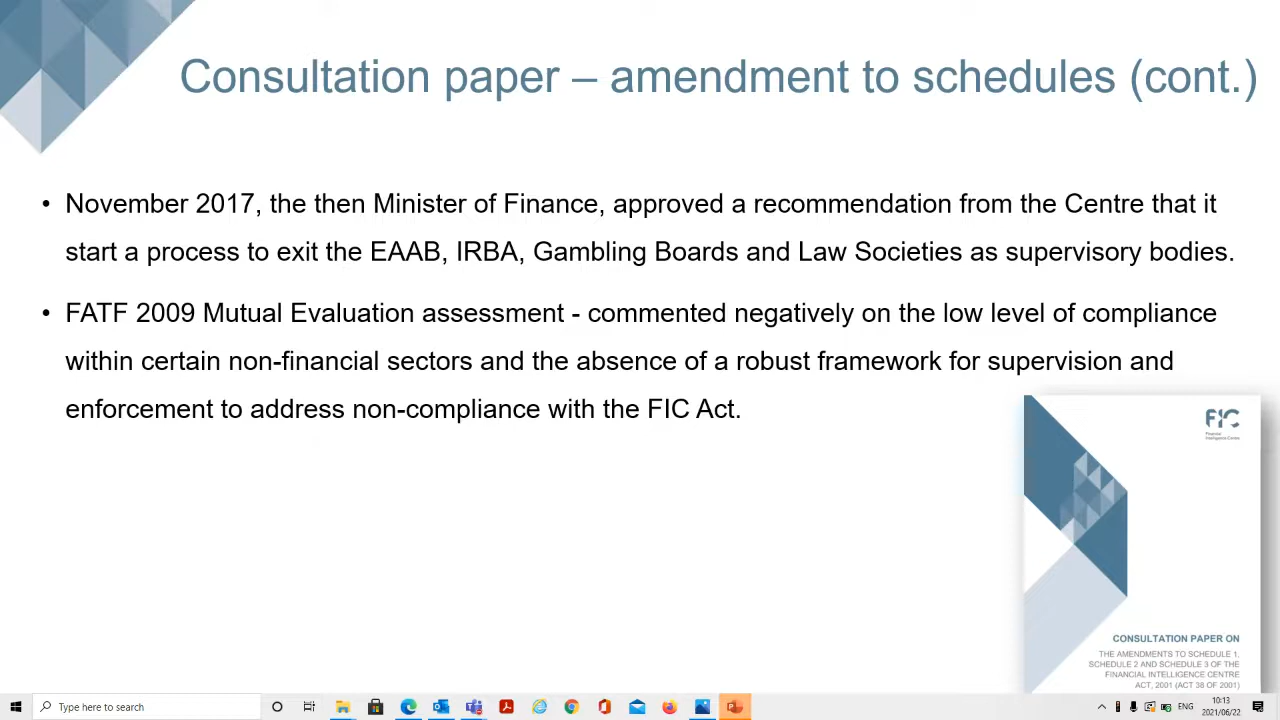 Consultation paper – amendment to schedules (cont.)
• November 2017, the then Minister of Finance, approved a recommendation from the Centre that it
start a process to exit the EAAB, IRBA, Gambling Boards and Law Societies as supervisory bodies.
• FATF 2009 Mutual Evaluation assessment - commented negatively on the low level of compliance
within certain non-financial sectors and the absence of a robust framework for supervision and
enforcement to address non-compliance with the FIC Act.
FIC
Financial
Intelligence Centre
CONSULTATION PAPER ON
THE AMENDMENTS TO SCHEDULE 1,
SCHEDULE 2 AND SCHEDULE 3 OF THE
FINANCIAL INTELLIGENCE CENTRE
ACT, 2001 (ACT 38 OF 2001)
Type here to search
ENG
10:13
2021/06/22